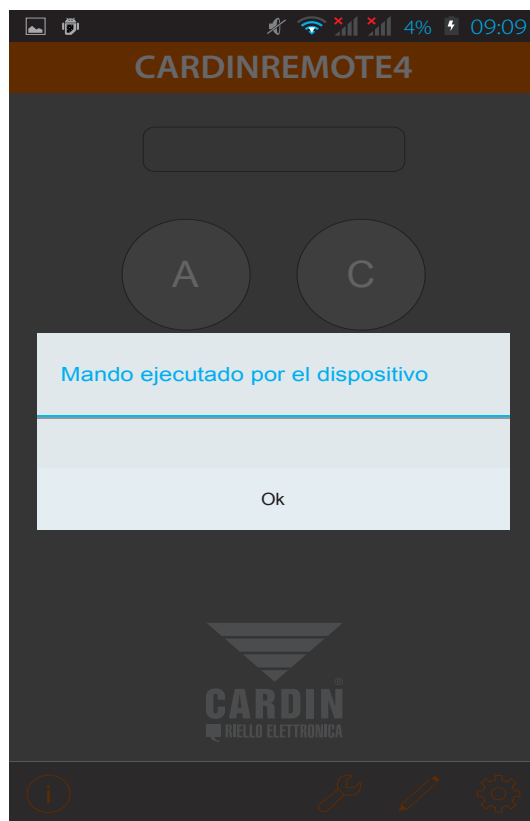 4% 09:09
CARDINREMOTE4
A C
Mando ejecutado por el dispositivo
Ok
CARDIN®
RIELLO ELETTRONICA
i